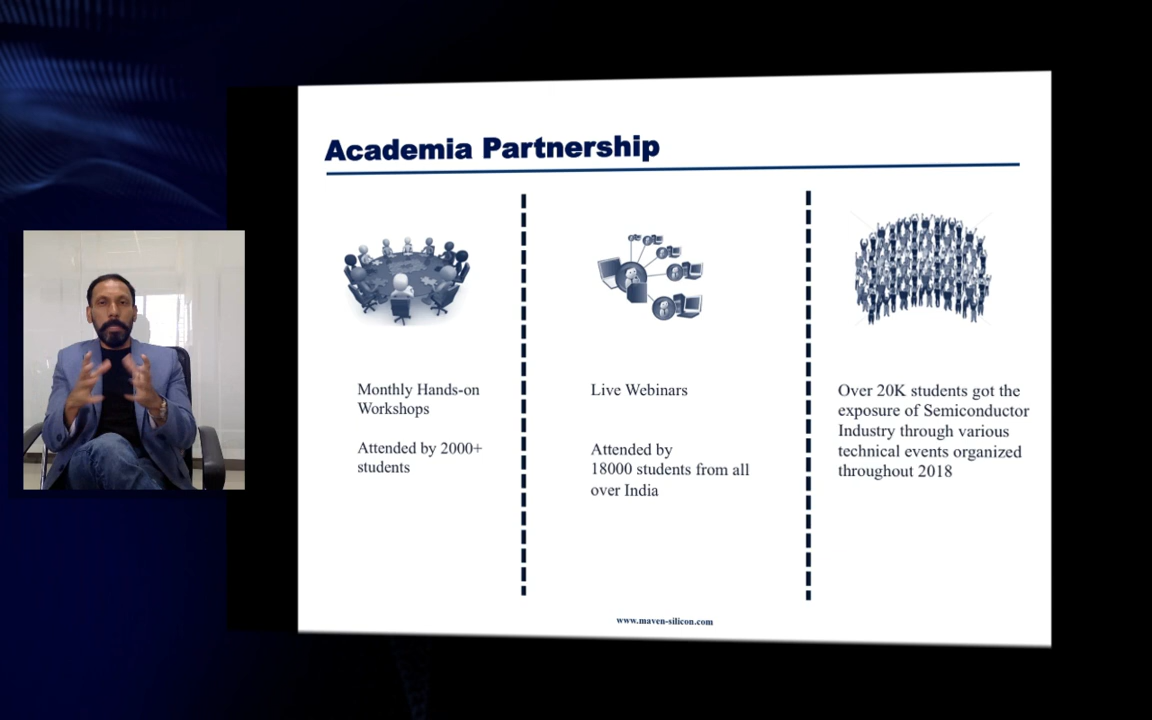 Academia Partnership
Monthly Hands-on
Workshops
Attended by 2000+
students
Live Webinars
Attended by
18000 students from all
over India
Over 20K students got the
exposure of Semiconductor
Industry through various
technical events organized
throughout 2018
www.maven-silicon.com